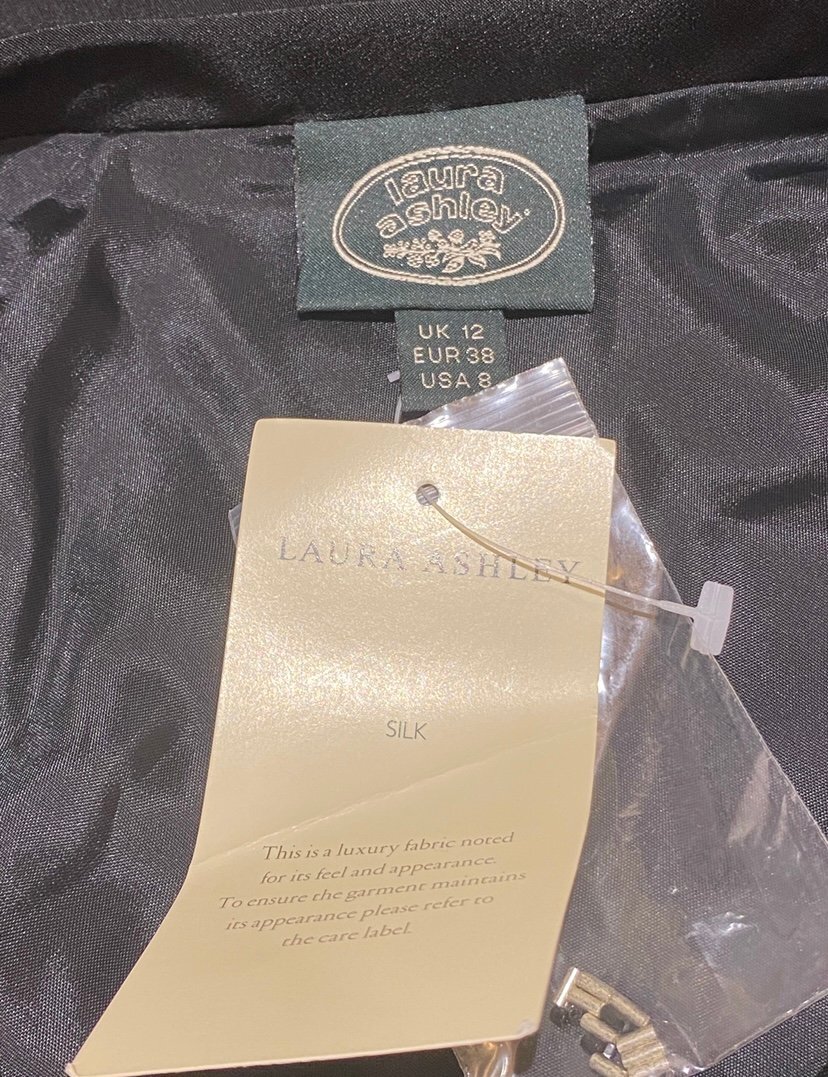 laura
ashley
UK 12
EUR 38
USA 8
LAURA ASHLEY
SILK
This is a luxury fabric noted
for its feel and appearance.
To ensure the garment maintains
its appearance please refer to
the care label.